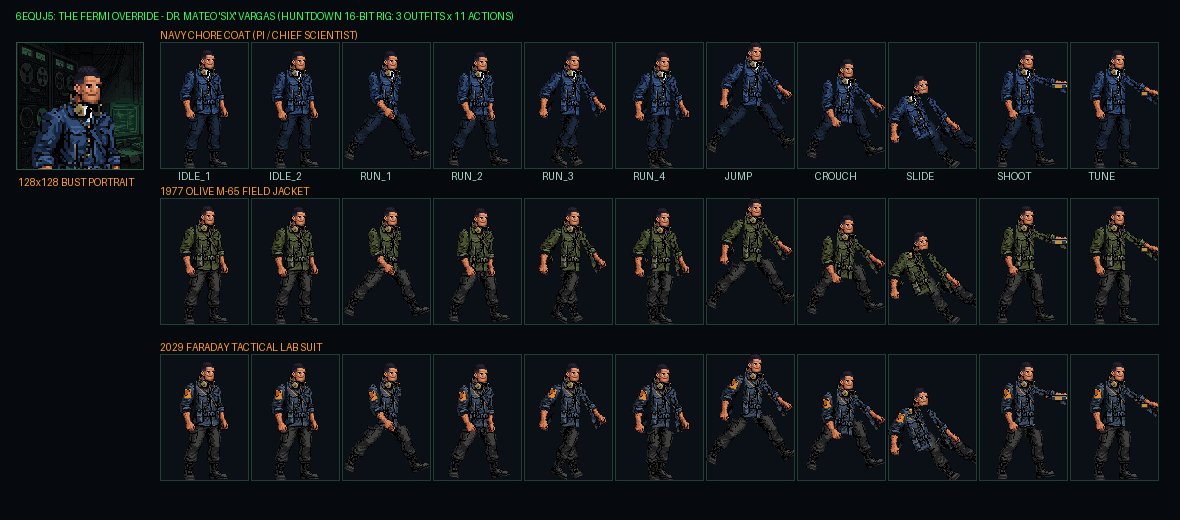 6EQUJ5: THE FERMI OVERRIDE - DR. MATEO 'SIX' VARGAS (HUNTDOWN 16-BIT RIG: 3 OUTFITS x 11 ACTIONS)
NAVY CHORE COAT (PI / CHIEF SCIENTIST)
128x128 BUST PORTRAIT
IDLE_1 IDLE_2 RUN_1 RUN_2 RUN_3 RUN_4 JUMP CROUCH SLIDE SHOOT TUNE
1977 OLIVE M-65 FIELD JACKET
2029 FARADAY TACTICAL LAB SUIT